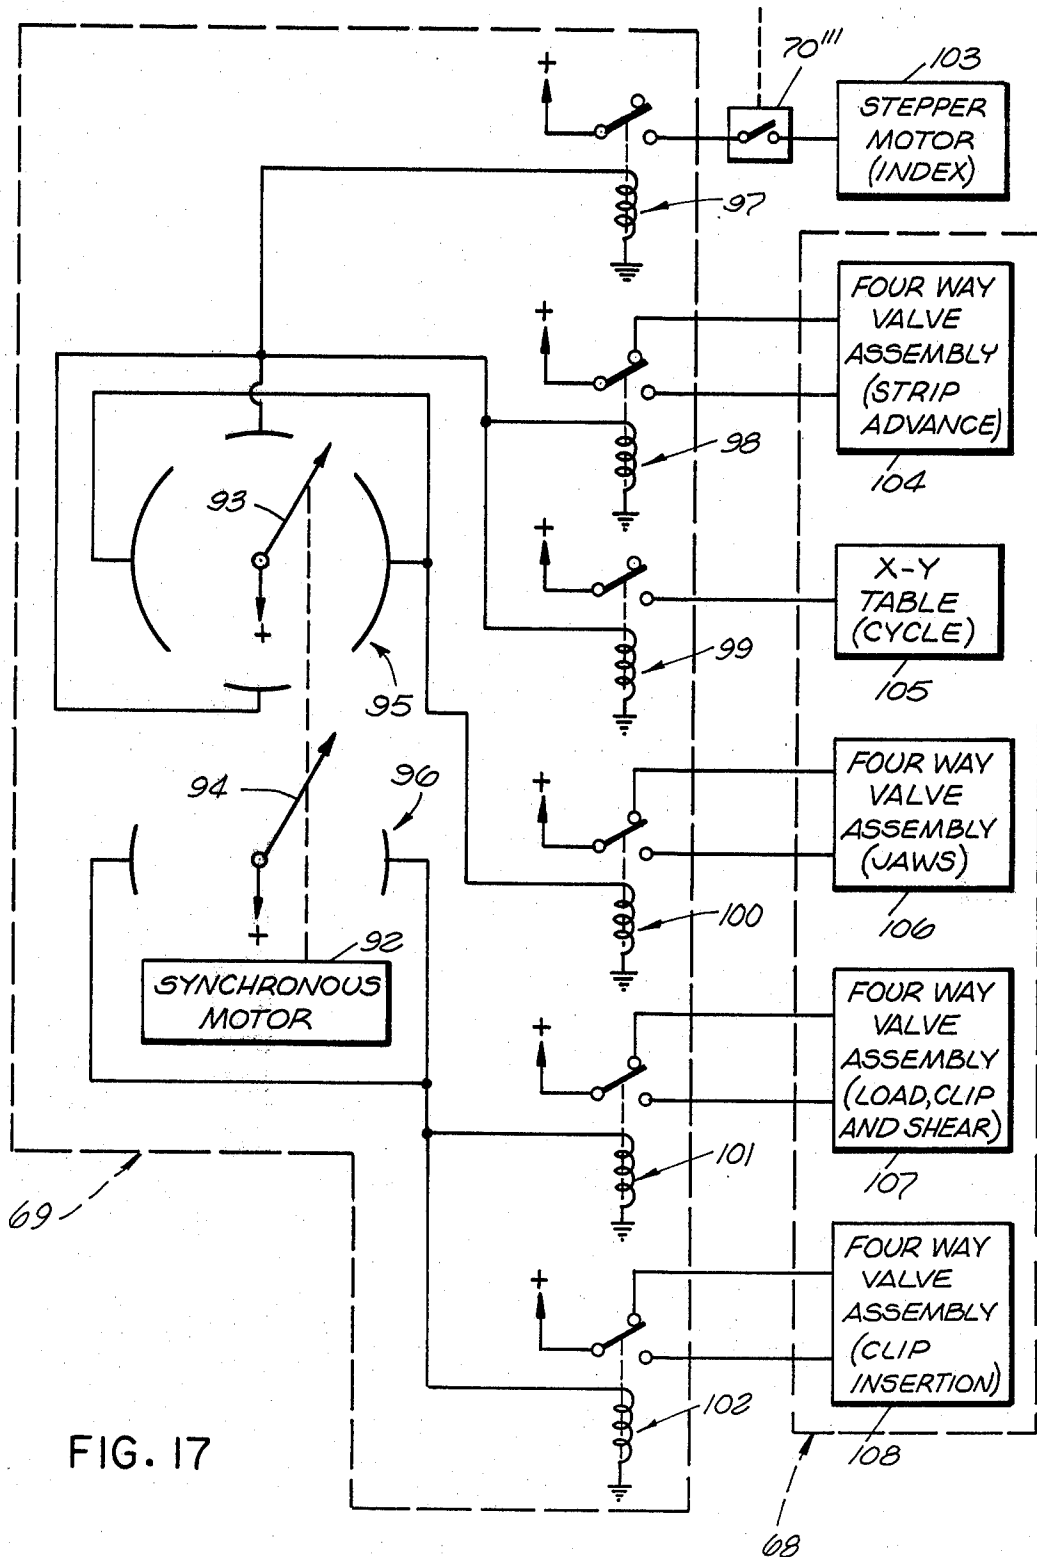 70'''
103
STEPPER
MOTOR
(INDEX)
+
97
+
FOUR WAY
VALVE
ASSEMBLY
(STRIP
ADVANCE)
98
104
93
+
+
X-Y
TABLE
(CYCLE)
99
105
95
94
96
+
FOUR WAY
VALVE
ASSEMBLY
(JAWS)
100
106
+
92
SYNCHRONOUS
MOTOR
+
FOUR WAY
VALVE
ASSEMBLY
(LOAD,CLIP
AND SHEAR)
101
107
69
+
FOUR WAY
VALVE
ASSEMBLY
(CLIP
INSERTION)
102
108
FIG. 17
68